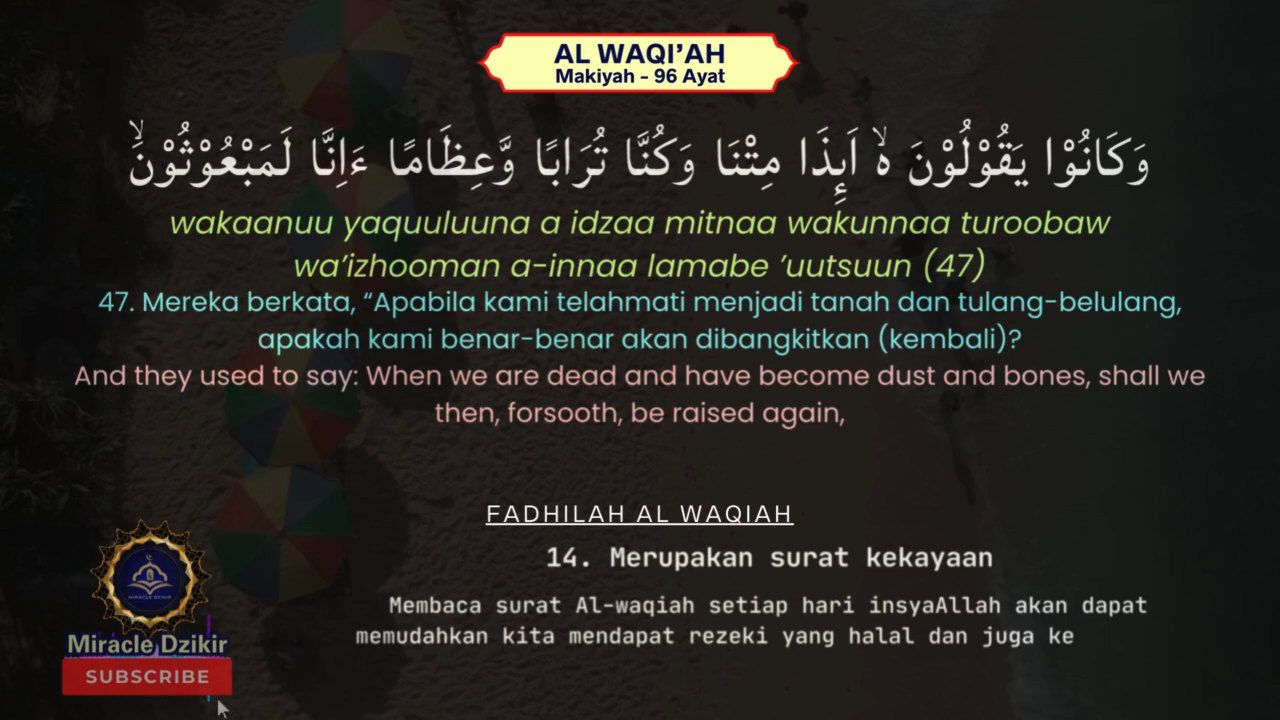 AL WAQI’AH
Makiyah - 96 Ayat
وَكَانُوْا يَقُوْلُوْنَ ەۙ اَىِٕذَا مِتْنَا وَكُنَّا تُرَابًا وَّعِظَامًا ءَاِنَّا لَمَبْعُوْثُوْنَۙ
wakaanuu yaquuluuna a idzaa mitnaa wakunnaa turoobaw
wa’izhooman a-innaa lamabe ’uutsuun (47)
47. Mereka berkata, “Apabila kami telahmati menjadi tanah dan tulang-belulang,
apakah kami benar-benar akan dibangkitkan (kembali)?
And they used to say: When we are dead and have become dust and bones, shall we
then, forsooth, be raised again,
FADHILAH AL WAQIAH
14. Merupakan surat kekayaan
Membaca surat Al-waqiah setiap hari insyaAllah akan dapat
memudahkan kita mendapat rezeki yang halal dan juga ke
MIRACLE DZIKIR
Miracle Dzikir
SUBSCRIBE